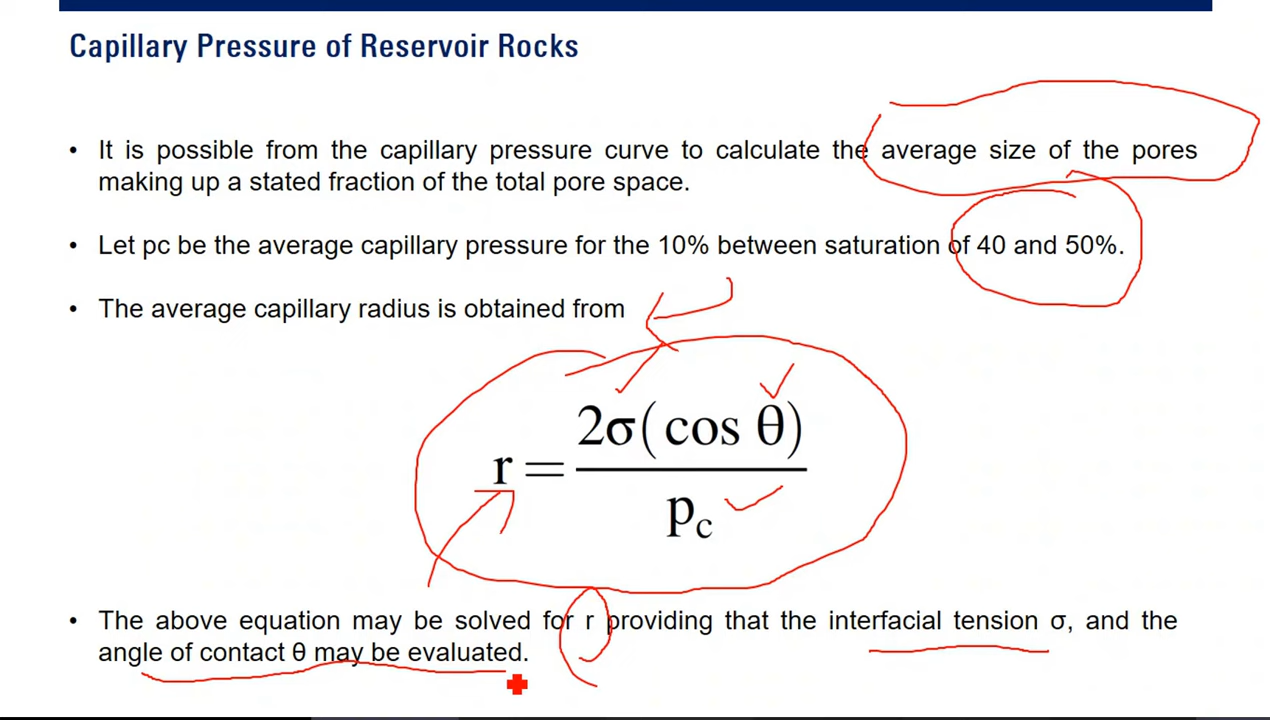 Capillary Pressure of Reservoir Rocks
• It is possible from the capillary pressure curve to calculate the average size of the pores
making up a stated fraction of the total pore space.
• Let pc be the average capillary pressure for the 10% between saturation of 40 and 50%.
• The average capillary radius is obtained from
r = 2σ(cos θ) / pc
• The above equation may be solved for r providing that the interfacial tension σ, and the
angle of contact θ may be evaluated.